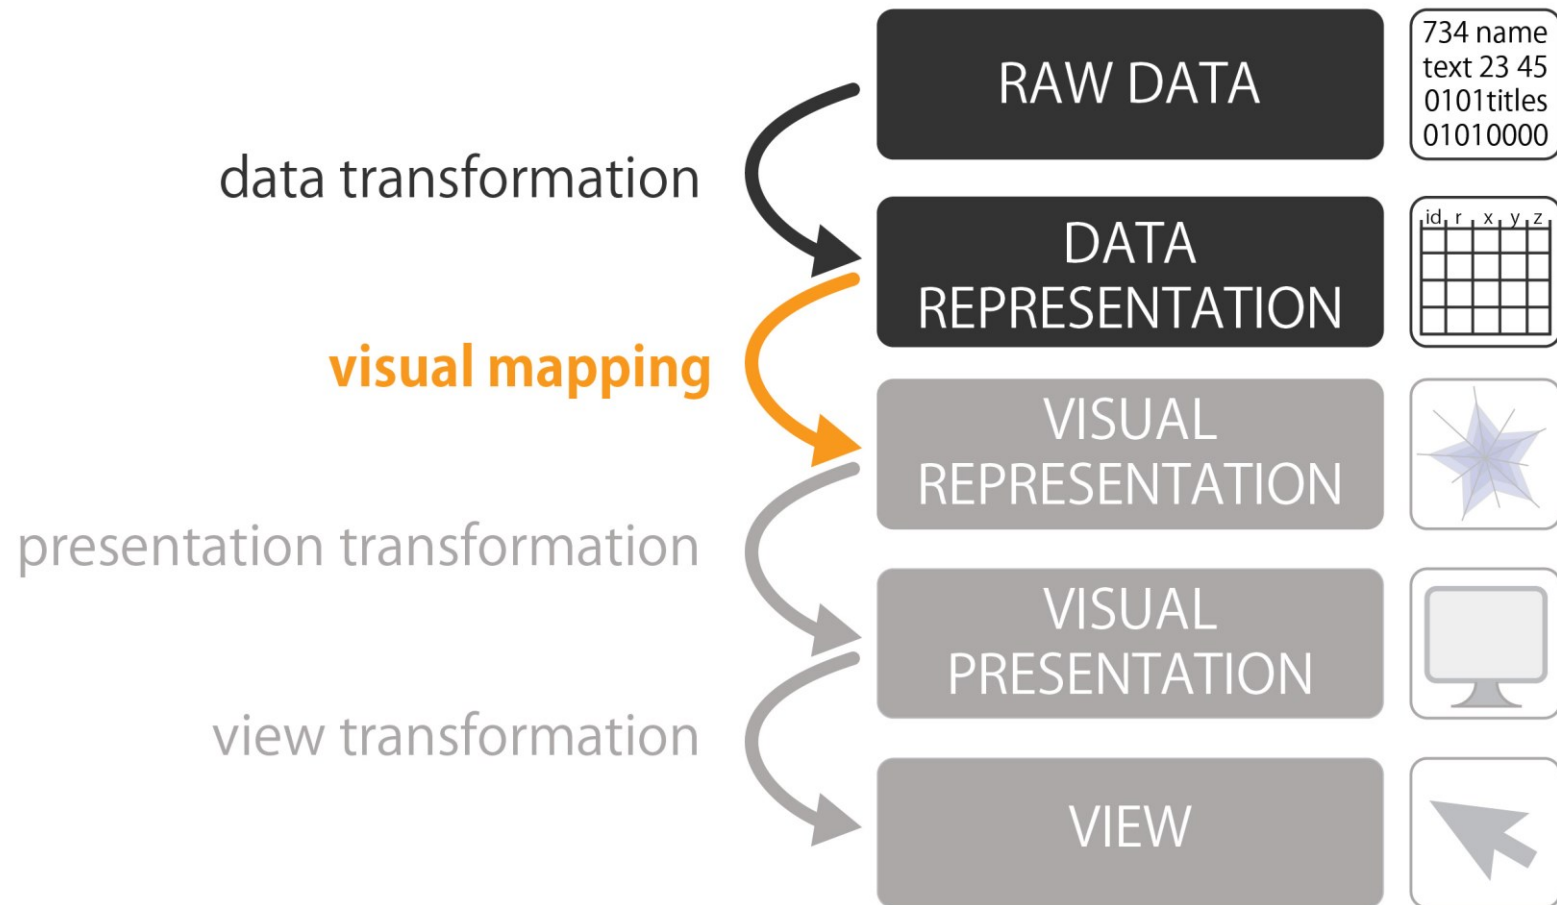 RAW DATA
734 name
text 23 45
0101titles
01010000
data transformation
DATA
REPRESENTATION
id r x y z
visual mapping
VISUAL
REPRESENTATION
presentation transformation
VISUAL
PRESENTATION
view transformation
VIEW